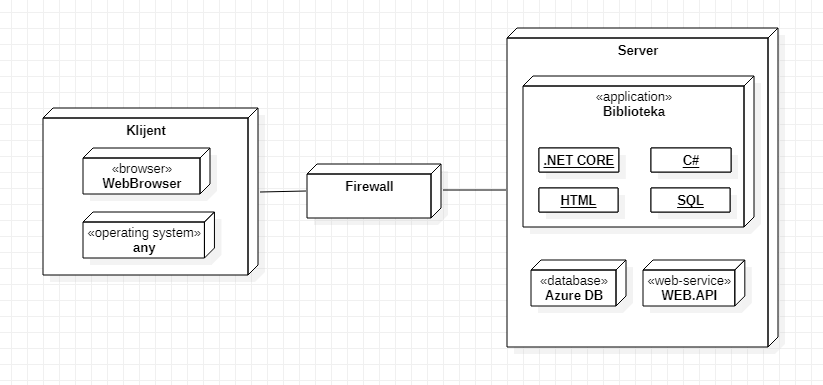 Klijent
«browser»
WebBrowser
«operating system»
any
Firewall
Server
«application»
Biblioteka
.NET CORE
C#
HTML
SQL
«database»
Azure DB
«web-service»
WEB.API